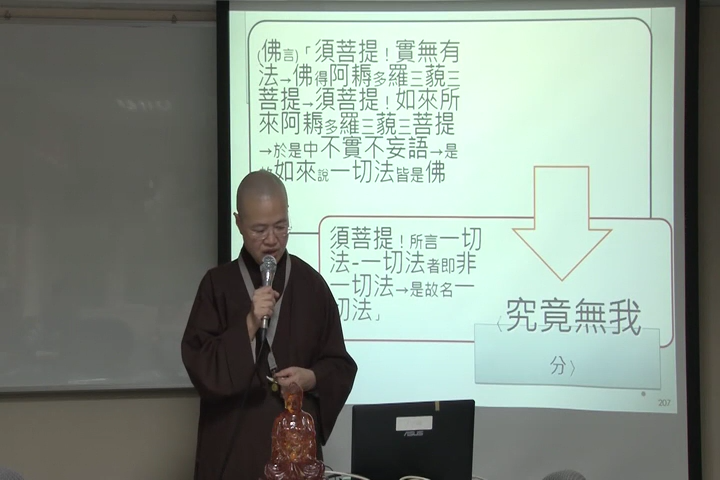 (佛言)「須菩提！實無有
法→佛得阿耨多羅三藐三
菩提→須菩提！如來所
來阿耨多羅三藐三菩提
→於是中不實不妄語→是
如來說一切法皆是佛
須菩提！所言一切
法-一切法者即非
一切法→是故名一
切法」
〈究竟無我
分〉
207
ASUS